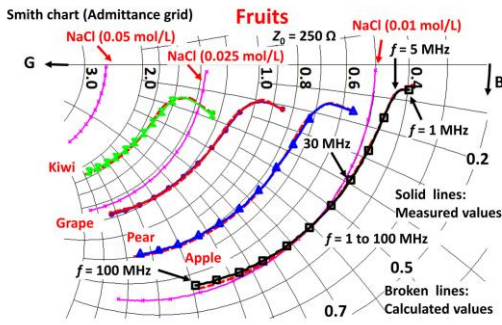 Smith chart (Admittance grid)
Fruits
NaCl (0.05 mol/L)
NaCl (0.025 mol/L)
Z₀ = 250 Ω
NaCl (0.01 mol/L)
f = 5 MHz
G
B
3.0
2.0
1.0
0.8
0.6
0.4
f = 1 MHz
0.2
Kiwi
30 MHz
Solid lines:
Measured values
Grape
Pear
Apple
f = 1 to 100 MHz
f = 100 MHz
0.5
Broken lines:
Calculated values
0.7